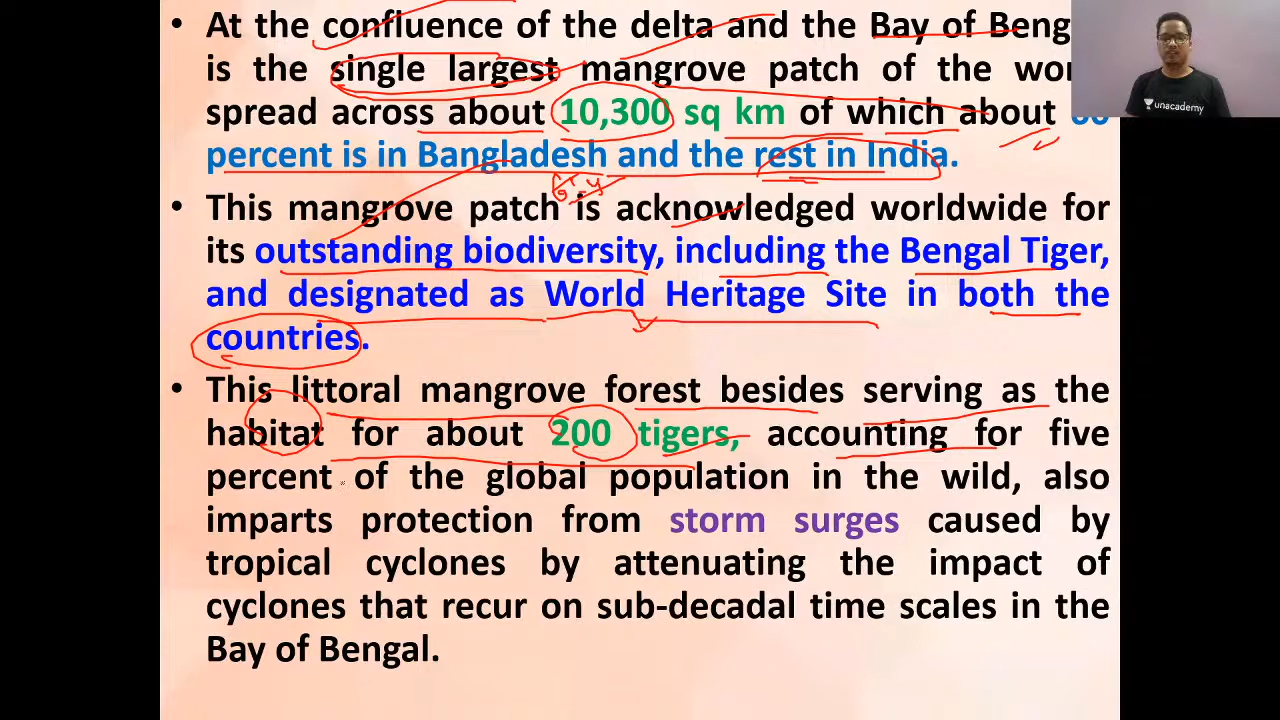 • At the confluence of the delta and the Bay of Beng
is the single largest mangrove patch of the wor
spread across about 10,300 sq km of which about 60
percent is in Bangladesh and the rest in India.
• This mangrove patch is acknowledged worldwide for
its outstanding biodiversity, including the Bengal Tiger,
and designated as World Heritage Site in both the
countries.
• This littoral mangrove forest besides serving as the
habitat for about 200 tigers, accounting for five
percent of the global population in the wild, also
imparts protection from storm surges caused by
tropical cyclones by attenuating the impact of
cyclones that recur on sub-decadal time scales in the
Bay of Bengal.
unacademy